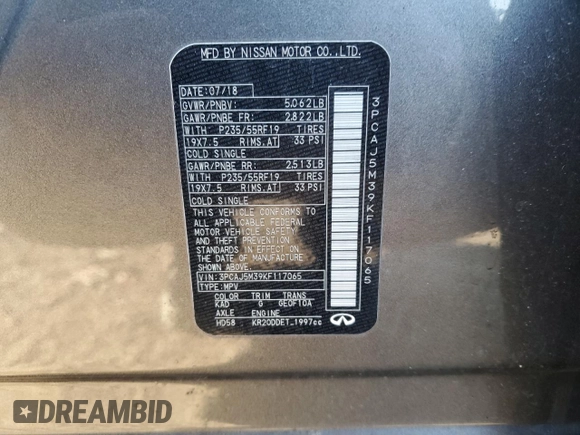 MFD BY NISSAN MOTOR CO.,LTD.
DATE:07/18
GVWR/PNBV: 5,062LB
GAWR/PNBE FR: 2,822LB
WITH P235/55RF19 TIRES
19X7.5 RIMS,AT 33 PSI
COLD SINGLE
GAWR/PNBE RR: 2,513LB
WITH P235/55RF19 TIRES
19X7.5 RIMS,AT 33 PSI
COLD SINGLE
THIS VEHICLE CONFORMS TO
ALL APPLICABLE FEDERAL
MOTOR VEHICLE SAFETY
AND THEFT PREVENTION
STANDARDS IN EFFECT ON
THE DATE OF MANUFACTURE
SHOWN ABOVE.
VIN:3PCAJ5M39KF117065
TYPE:MPV
COLOR TRIM TRANS
KAD G GE0F10A
AXLE ENGINE
HD58 KR20DDET_1997cc
3PCAJ5M39KF117065
INFINITI
DREAMBID